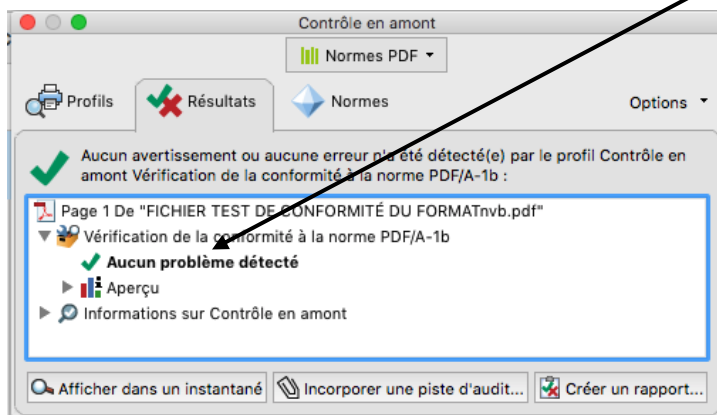 Contrôle en amont
Normes PDF
Profils Résultats Normes Options
Aucun avertissement ou aucune erreur n'a été détecté(e) par le profil Contrôle en
amont Vérification de la conformité à la norme PDF/A-1b :
Page 1 De "FICHIER TEST DE CONFORMITÉ DU FORMATnvb.pdf"
Vérification de la conformité à la norme PDF/A-1b
Aucun problème détecté
Aperçu
Informations sur Contrôle en amont
Afficher dans un instantané Incorporer une piste d'audit... Créer un rapport...